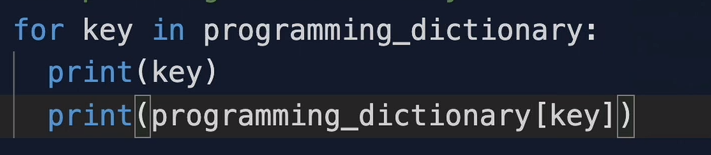 for key in programming_dictionary:
  print(key)
  print(programming_dictionary[key])